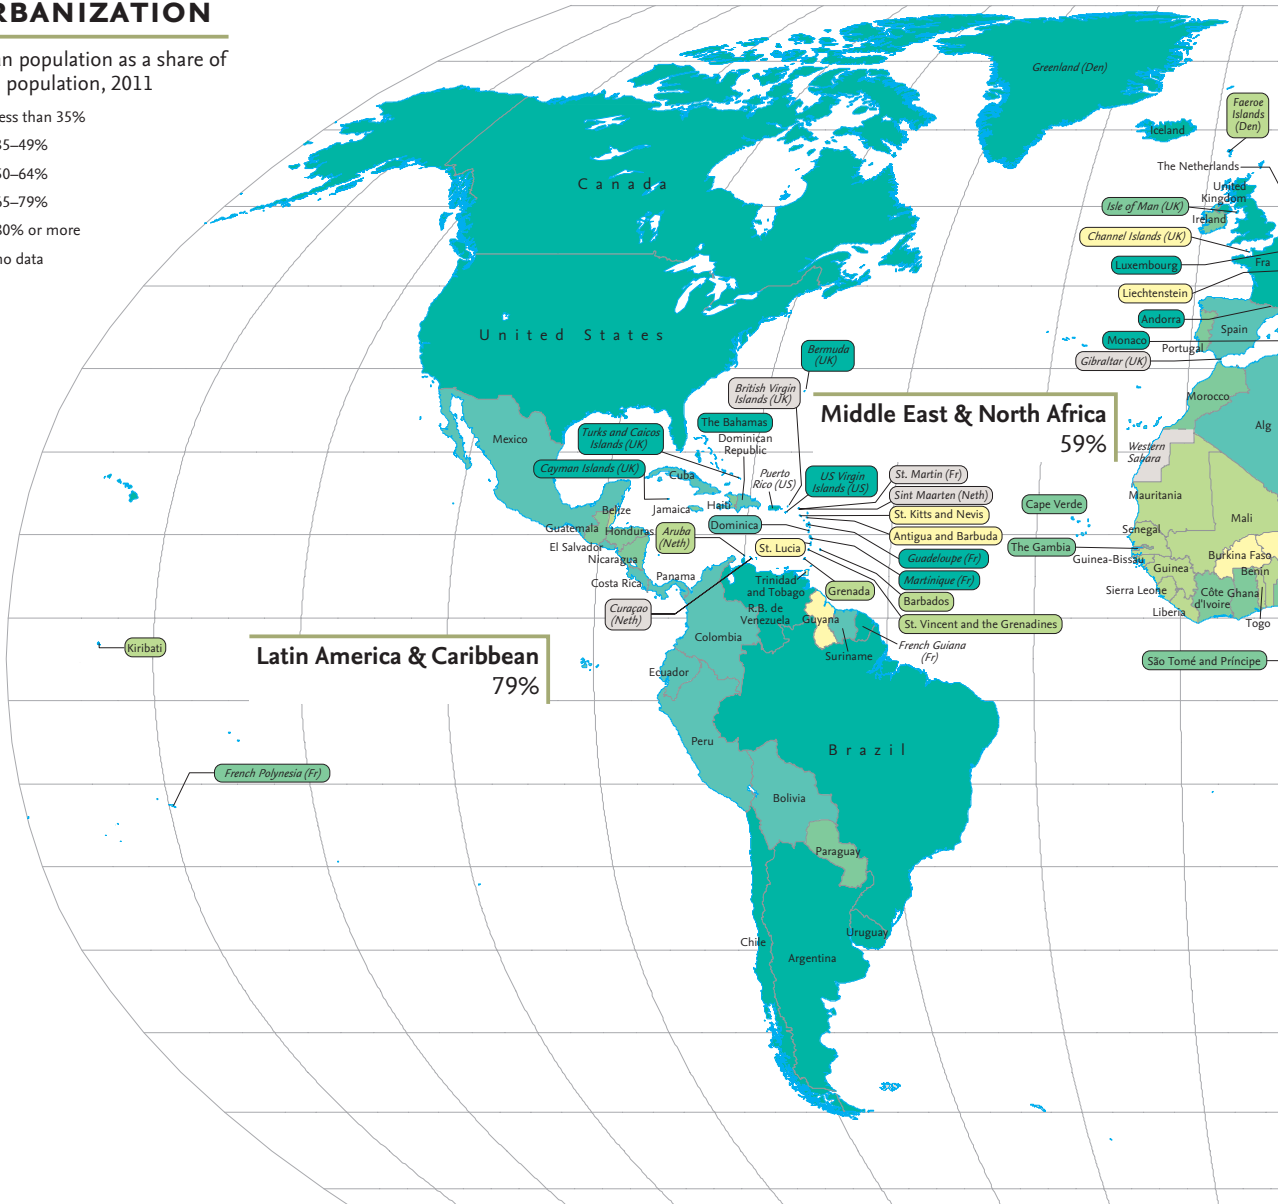 RBANIZATION
an population as a share of
population, 2011
ess than 35%
35–49%
50–64%
65–79%
80% or more
no data
Greenland (Den)
Faeroe
Islands
(Den)
Iceland
The Netherlands
United
Kingdom
Isle of Man (UK)
Ireland
Canada
Channel Islands (UK)
Luxembourg
Fra
Liechtenstein
Andorra
Spain
United States
Monaco
Portugal
Gibraltar (UK)
Bermuda
(UK)
British Virgin
Islands (UK)
Middle East & North Africa
59%
Morocco
Alg
The Bahamas
Turks and Caicos
Islands (UK)
Dominican
Republic
Mexico
Western
Sahara
Cayman Islands (UK)
Cuba
Puerto
Rico (US)
US Virgin
Islands (US)
St. Martin (Fr)
Sint Maarten (Neth)
Mauritania
Cape Verde
Haiti
Jamaica
Belize
St. Kitts and Nevis
Mali
Guatemala
Honduras
Aruba
(Neth)
Dominica
Antigua and Barbuda
Senegal
El Salvador
St. Lucia
The Gambia
Nicaragua
Guadeloupe (Fr)
Guinea-Bissau
Burkina Faso
Guinea
Benin
Costa Rica
Panama
Trinidad
and Tobago
Martinique (Fr)
Grenada
Sierra Leone
Côte
d'Ivoire
Ghana
Barbados
Curaçao
(Neth)
R.B. de
Venezuela
Guyana
Liberia
Togo
St. Vincent and the Grenadines
Colombia
Kiribati
Latin America & Caribbean
79%
Suriname
French Guiana
(Fr)
São Tomé and Príncipe
Ecuador
Peru
Brazil
French Polynesia (Fr)
Bolivia
Paraguay
Uruguay
Chile
Argentina